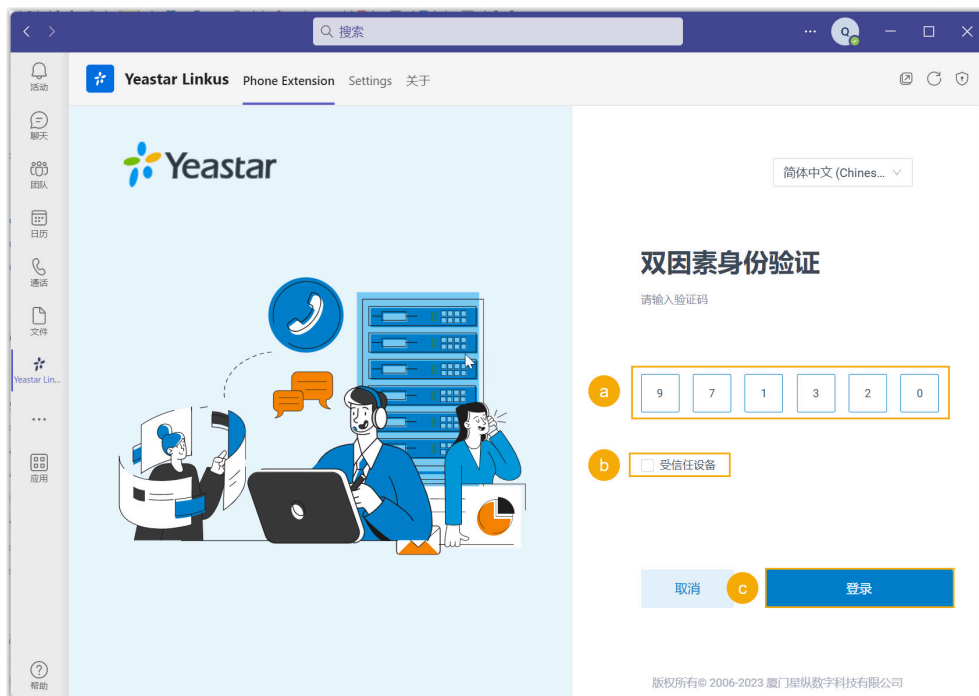 搜索
Q
活动
聊天
团队
日历
通话
文件
Yeastar Lin...
...
应用
帮助
Yeastar Linkus Phone Extension Settings 关于
Yeastar
简体中文 (Chines...
双因素身份验证
请输入验证码
a 9 7 1 3 2 0
b 受信任设备
取消 c 登录
版权所有© 2006-2023 厦门星纵数字科技有限公司